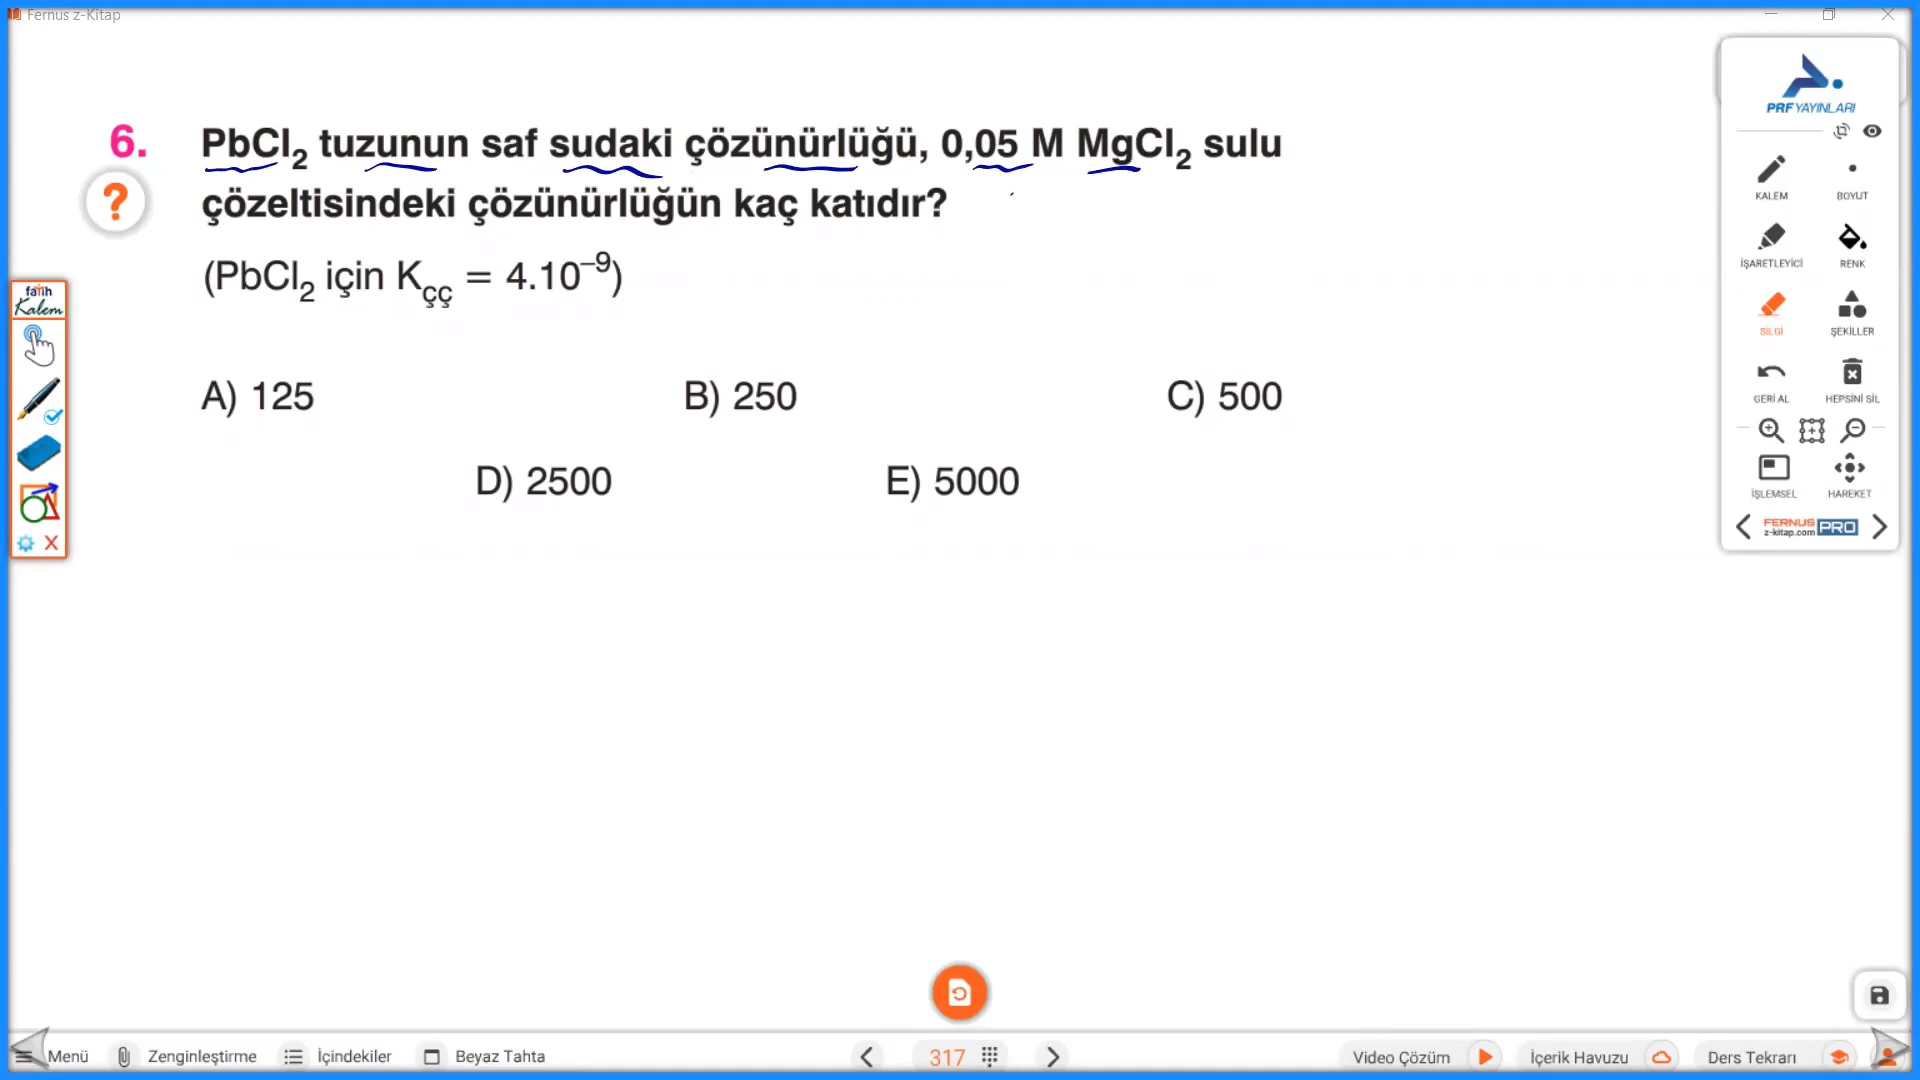 Fernus z-Kitap
6. PbCl₂ tuzunun saf sudaki çözünürlüğü, 0,05 M MgCl₂ sulu
çözeltisindeki çözünürlüğün kaç katıdır?
?
(PbCl₂ için Kçç = 4.10⁻⁹)
A) 125 B) 250 C) 500
D) 2500 E) 5000
fatih
Kalem
PRF YAYINLARI
KALEM BOYUT
İŞARETLEYİCİ RENK
SİLGİ ŞEKİLLER
GERİ AL HEPSİNİ SİL
İŞLEMSEL HAREKET
FERNUS
z-kitap.com PRO
Menü Zenginleştirme İçindekiler Beyaz Tahta 317 Video Çözüm İçerik Havuzu Ders Tekrarı